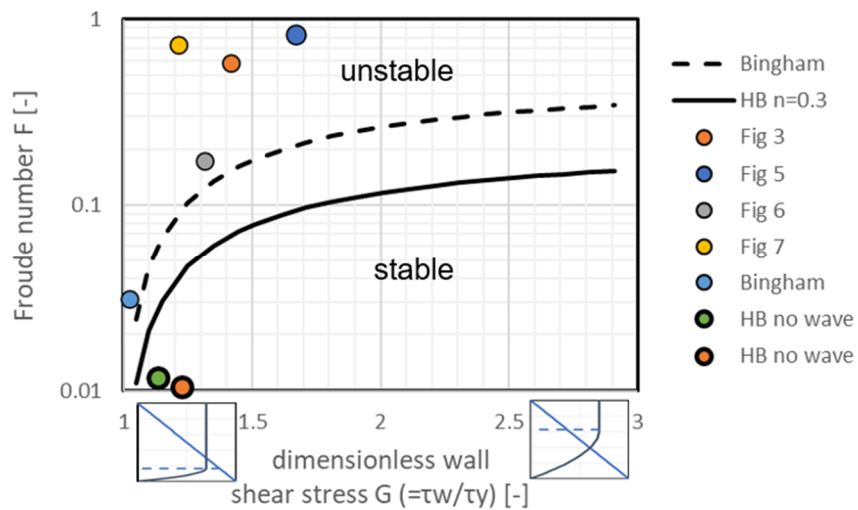 1
0.1
0.01
Froude number F [-]
unstable
stable
1
1.5
2
2.5
3
dimensionless wall
shear stress G (=τw/τy) [-]
Bingham
HB n=0.3
Fig 3
Fig 5
Fig 6
Fig 7
Bingham
HB no wave
HB no wave